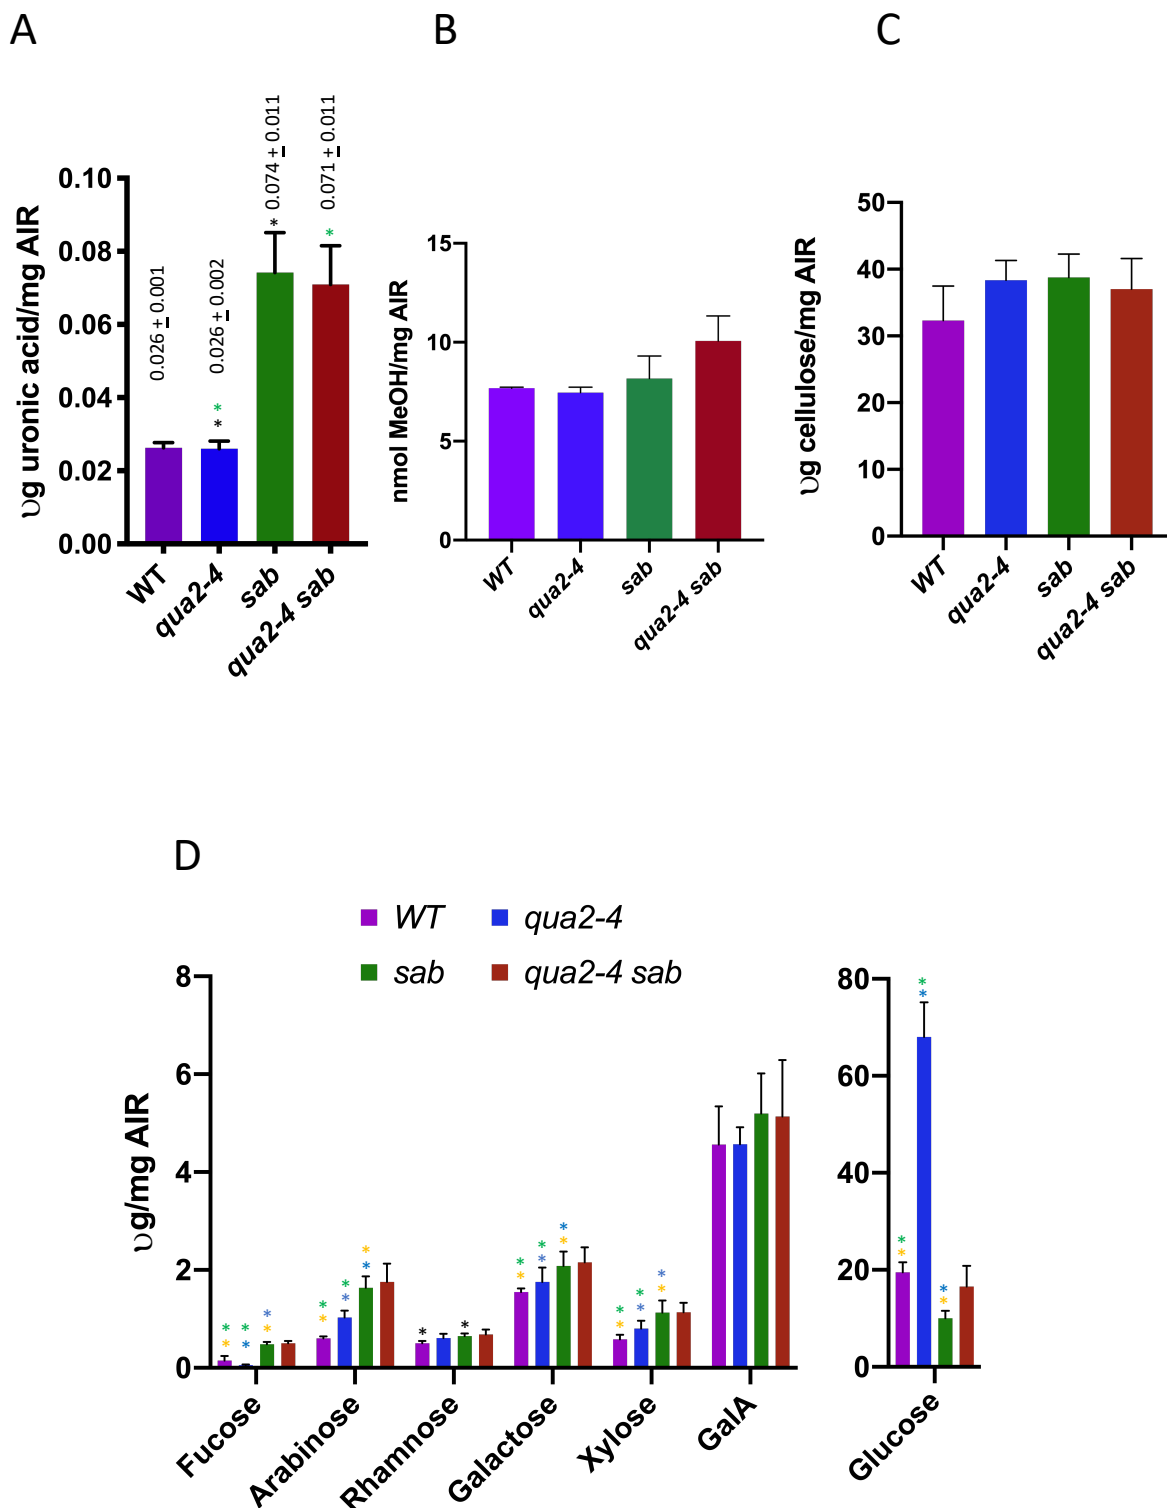 A
B
C
0.026 + 0.001
0.026 + 0.002
0.074 + 0.011
0.071 + 0.011
*
*
*
*
υg uronic acid/mg AIR
0.10
0.08
0.06
0.04
0.02
0.00
WT
qua2-4
sab
qua2-4 sab
nmol MeOH/mg AIR
15
10
5
0
WT
qua2-4
sab
qua2-4 sab
υg cellulose/mg AIR
50
40
30
20
10
0
WT
qua2-4
sab
qua2-4 sab
D
WT
qua2-4
sab
qua2-4 sab
υg/mg AIR
8
6
4
2
0
* * *
* * *
* * *
* * *
* *
* * *
* * *
* * *
* * *
Fucose
Arabinose
Rhamnose
Galactose
Xylose
GalA
80
60
40
20
0
* * *
* * *
Glucose